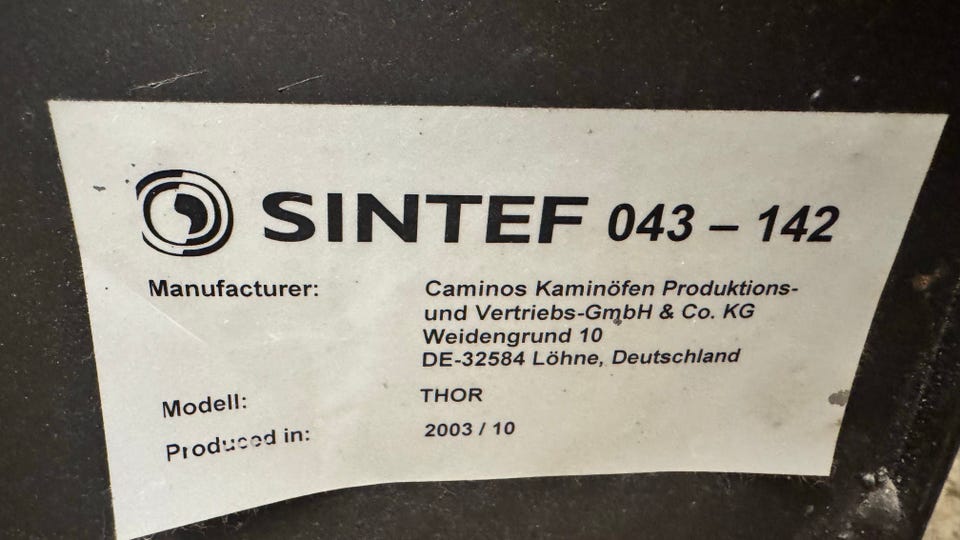 SINTEF 043 – 142
Manufacturer: Caminos Kaminöfen Produktions-
und Vertriebs-GmbH & Co. KG
Weidengrund 10
DE-32584 Löhne, Deutschland
Modell: THOR
Produced in: 2003 / 10